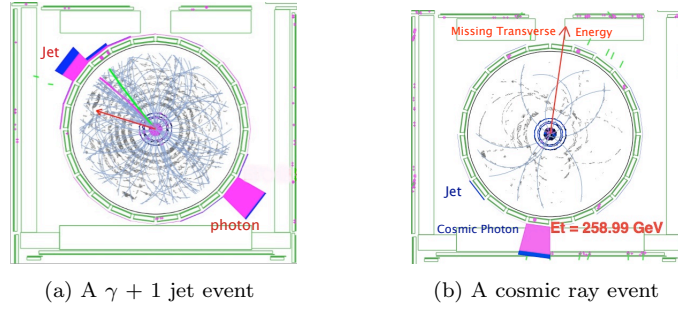 Jet
photon
(a) A γ + 1 jet event
Missing Transverse Energy
Jet
Cosmic Photon
Et = 258.99 GeV
(b) A cosmic ray event